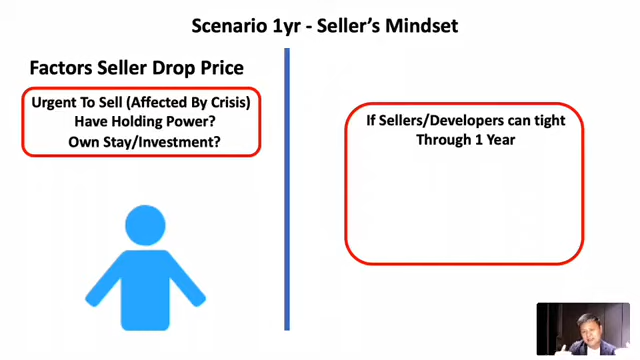 Scenario 1yr - Seller's Mindset
Factors Seller Drop Price
Urgent To Sell (Affected By Crisis)
Have Holding Power?
Own Stay/Investment?
If Sellers/Developers can tight
Through 1 Year